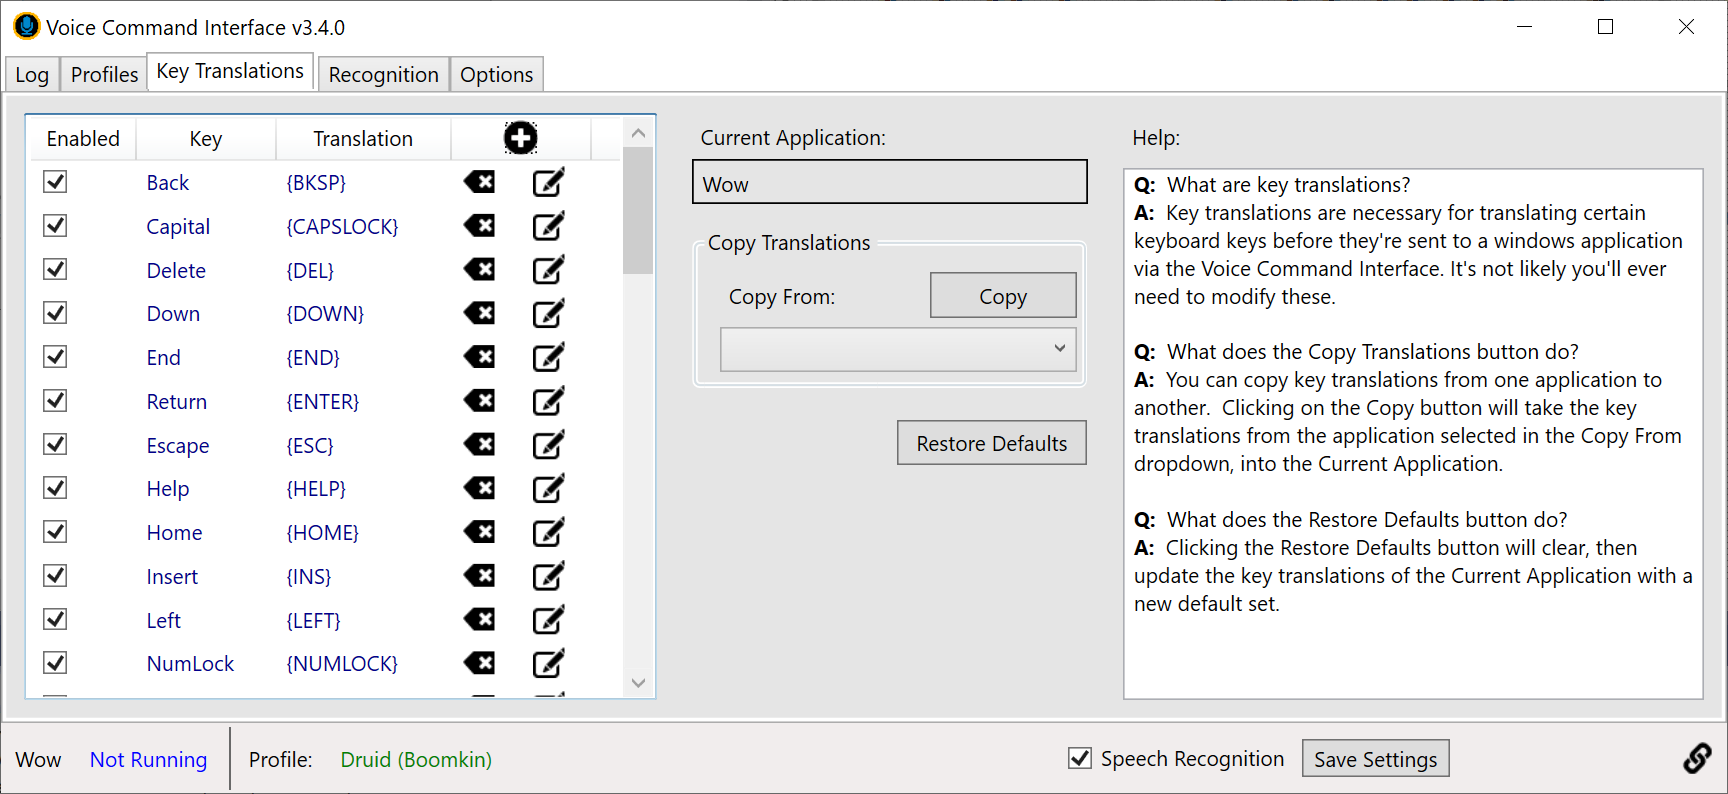 Voice Command Interface v3.4.0
Log Profiles Key Translations Recognition Options
Enabled Key Translation
Back {BKSP}
Capital {CAPSLOCK}
Delete {DEL}
Down {DOWN}
End {END}
Return {ENTER}
Escape {ESC}
Help {HELP}
Home {HOME}
Insert {INS}
Left {LEFT}
NumLock {NUMLOCK}
Current Application:
Wow
Copy Translations
Copy From: Copy
Restore Defaults
Help:
Q: What are key translations?
A: Key translations are necessary for translating certain
keyboard keys before they're sent to a windows application
via the Voice Command Interface. It's not likely you'll ever
need to modify these.
Q: What does the Copy Translations button do?
A: You can copy key translations from one application to
another. Clicking on the Copy button will take the key
translations from the application selected in the Copy From
dropdown, into the Current Application.
Q: What does the Restore Defaults button do?
A: Clicking the Restore Defaults button will clear, then
update the key translations of the Current Application with a
new default set.
Wow Not Running Profile: Druid (Boomkin) Speech Recognition Save Settings